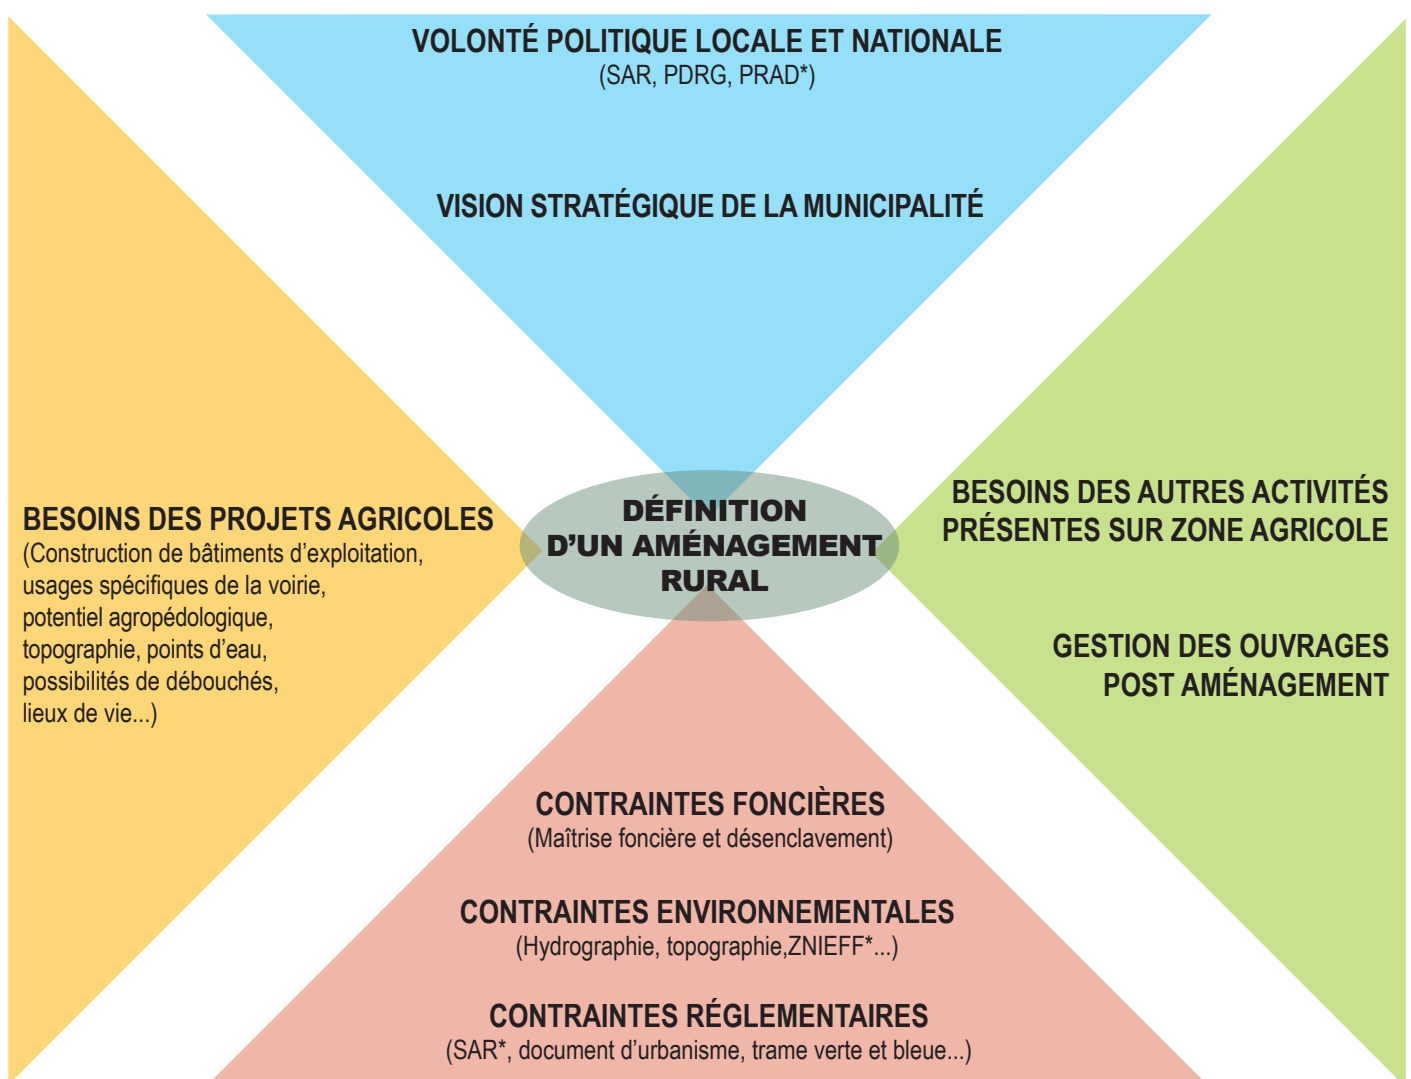 VOLONTÉ POLITIQUE LOCALE ET NATIONALE
(SAR, PDRG, PRAD*)
VISION STRATÉGIQUE DE LA MUNICIPALITÉ
BESOINS DES PROJETS AGRICOLES
(Construction de bâtiments d’exploitation,
usages spécifiques de la voirie,
potentiel agropédologique,
topographie, points d’eau,
possibilités de débouchés,
lieux de vie...)
DÉFINITION
D’UN AMÉNAGEMENT
RURAL
BESOINS DES AUTRES ACTIVITÉS
PRÉSENTES SUR ZONE AGRICOLE
GESTION DES OUVRAGES
POST AMÉNAGEMENT
CONTRAINTES FONCIÈRES
(Maîtrise foncière et désenclavement)
CONTRAINTES ENVIRONNEMENTALES
(Hydrographie, topographie,ZNIEFF*...)
CONTRAINTES RÉGLEMENTAIRES
(SAR*, document d’urbanisme, trame verte et bleue...)